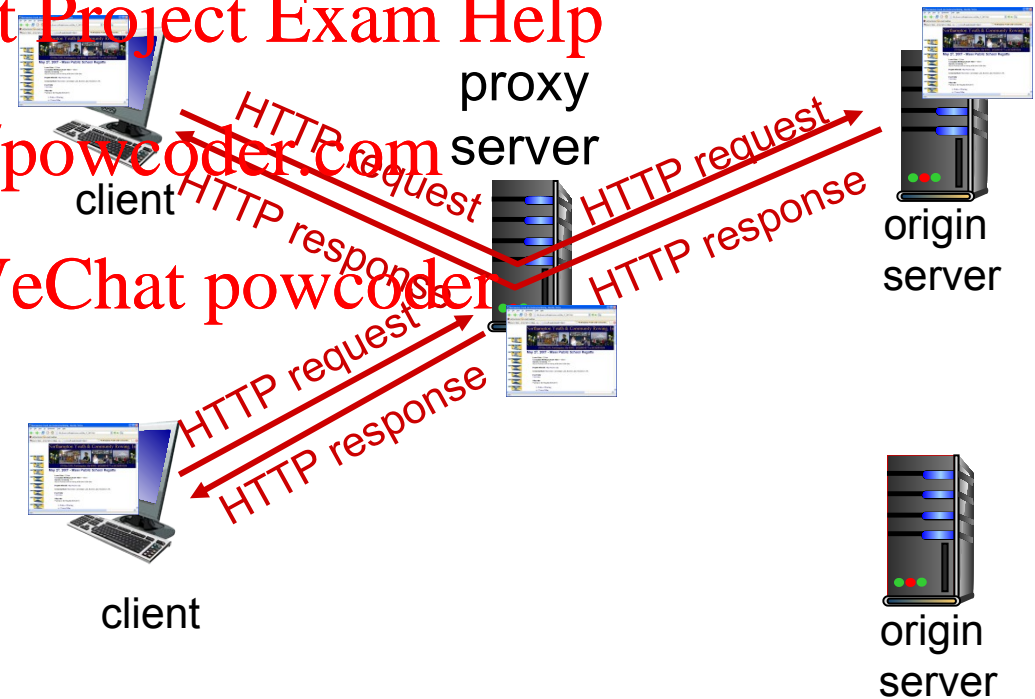 t Project Exam Help
proxy
server
powcoder.com
WeChat powcoder
HTTP request
HTTP response
HTTP request
HTTP response
client
origin
server
HTTP request
HTTP response
client
origin
server